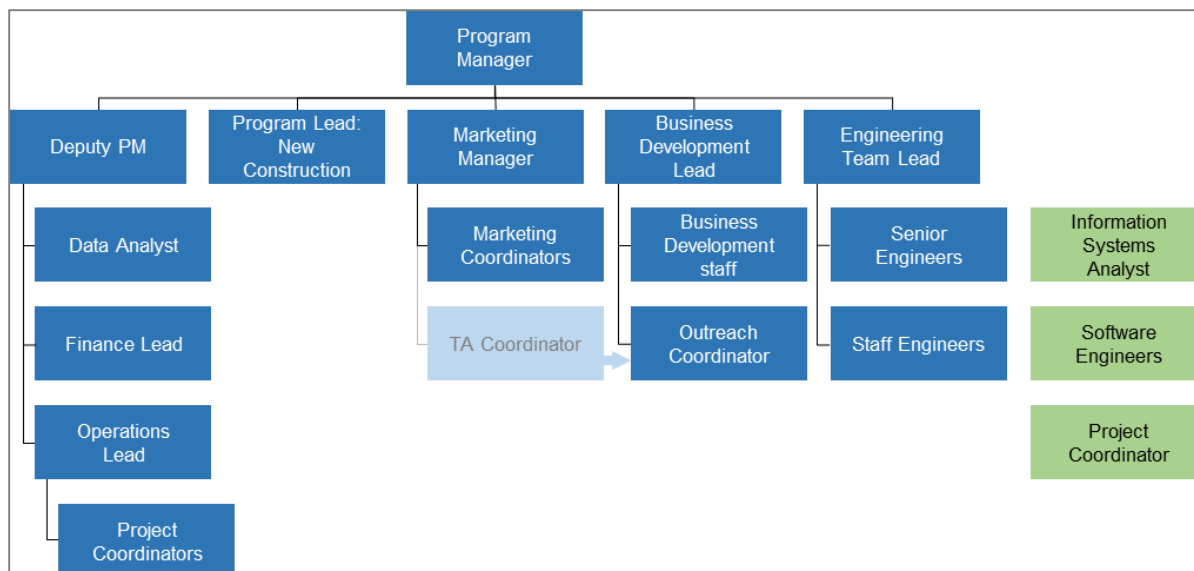 Program
Manager
Deputy PM
Program Lead:
New
Construction
Marketing
Manager
Business
Development
Lead
Engineering
Team Lead
Data Analyst
Marketing
Coordinators
Business
Development
staff
Senior
Engineers
Information
Systems
Analyst
Finance Lead
TA Coordinator
Outreach
Coordinator
Staff Engineers
Software
Engineers
Operations
Lead
Project
Coordinator
Project
Coordinators